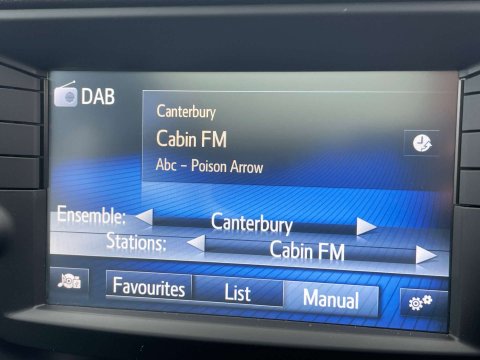 DAB
Canterbury
Cabin FM
Abc – Poison Arrow
Ensemble: Canterbury
Stations: Cabin FM
Favourites List Manual